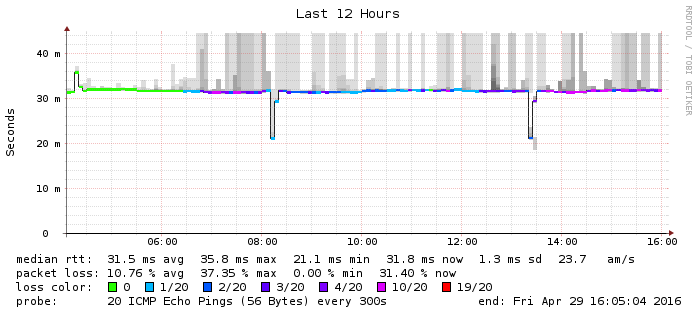 Last 12 Hours
RRDTOOL / TOBI OETIKER
Seconds
40 m
30 m
20 m
10 m
0
06:00 08:00 10:00 12:00 14:00 16:00
median rtt: 31.5 ms avg 35.8 ms max 21.1 ms min 31.8 ms now 1.3 ms sd 23.7 am/s
packet loss: 10.76 % avg 37.35 % max 0.00 % min 31.40 % now
loss color: 0 1/20 2/20 3/20 4/20 10/20 19/20
probe: 20 ICMP Echo Pings (56 Bytes) every 300s end: Fri Apr 29 16:05:04 2016